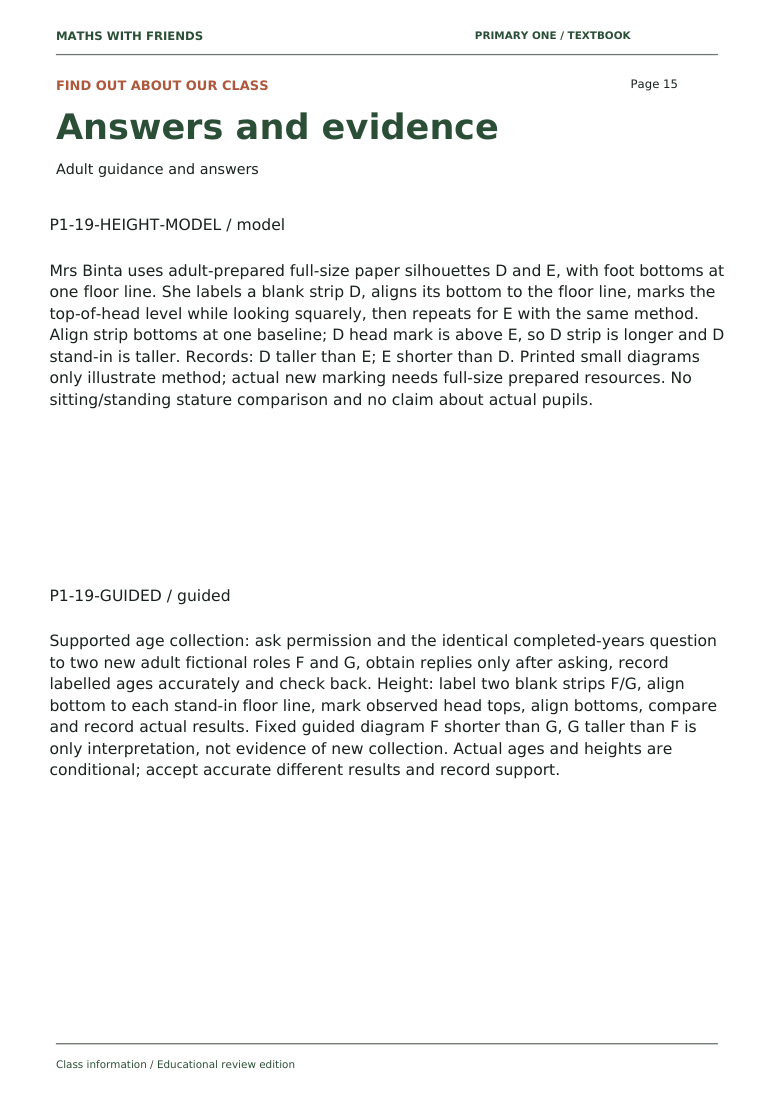 MATHS WITH FRIENDS
PRIMARY ONE / TEXTBOOK
FIND OUT ABOUT OUR CLASS
Page 15
Answers and evidence
Adult guidance and answers
P1-19-HEIGHT-MODEL / model
Mrs Binta uses adult-prepared full-size paper silhouettes D and E, with foot bottoms at
one floor line. She labels a blank strip D, aligns its bottom to the floor line, marks the
top-of-head level while looking squarely, then repeats for E with the same method.
Align strip bottoms at one baseline; D head mark is above E, so D strip is longer and D
stand-in is taller. Records: D taller than E; E shorter than D. Printed small diagrams
only illustrate method; actual new marking needs full-size prepared resources. No
sitting/standing stature comparison and no claim about actual pupils.
P1-19-GUIDED / guided
Supported age collection: ask permission and the identical completed-years question
to two new adult fictional roles F and G, obtain replies only after asking, record
labelled ages accurately and check back. Height: label two blank strips F/G, align
bottom to each stand-in floor line, mark observed head tops, align bottoms, compare
and record actual results. Fixed guided diagram F shorter than G, G taller than F is
only interpretation, not evidence of new collection. Actual ages and heights are
conditional; accept accurate different results and record support.
Class information / Educational review edition